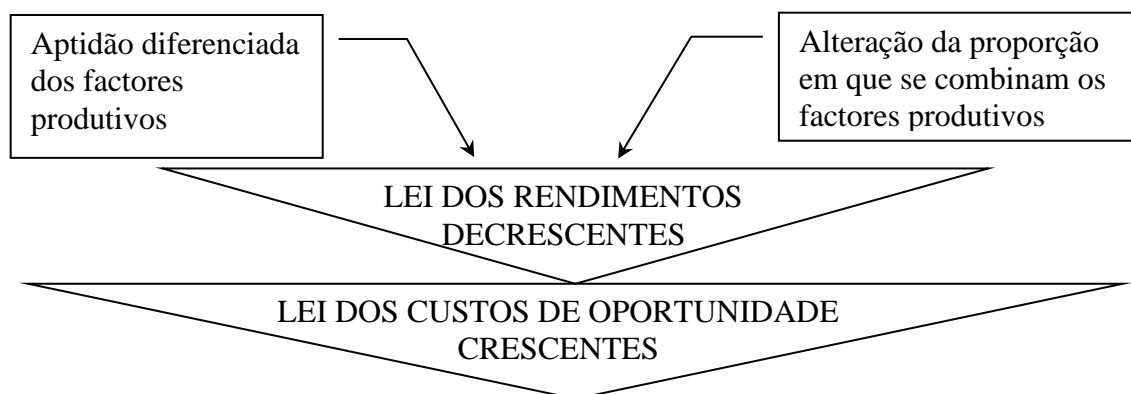 Aptidão diferenciada
dos factores
produtivos
Alteração da proporção
em que se combinam os
factores produtivos
LEI DOS RENDIMENTOS
DECRESCENTES
LEI DOS CUSTOS DE OPORTUNIDADE
CRESCENTES